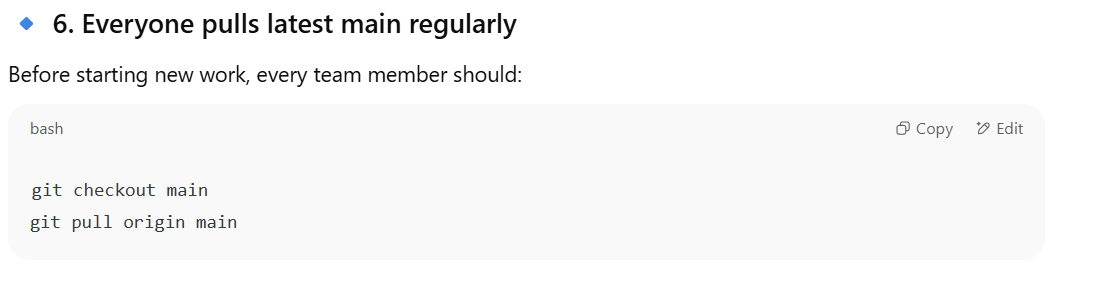 6. Everyone pulls latest main regularly
Before starting new work, every team member should:
bash
Copy
Edit
git checkout main
git pull origin main